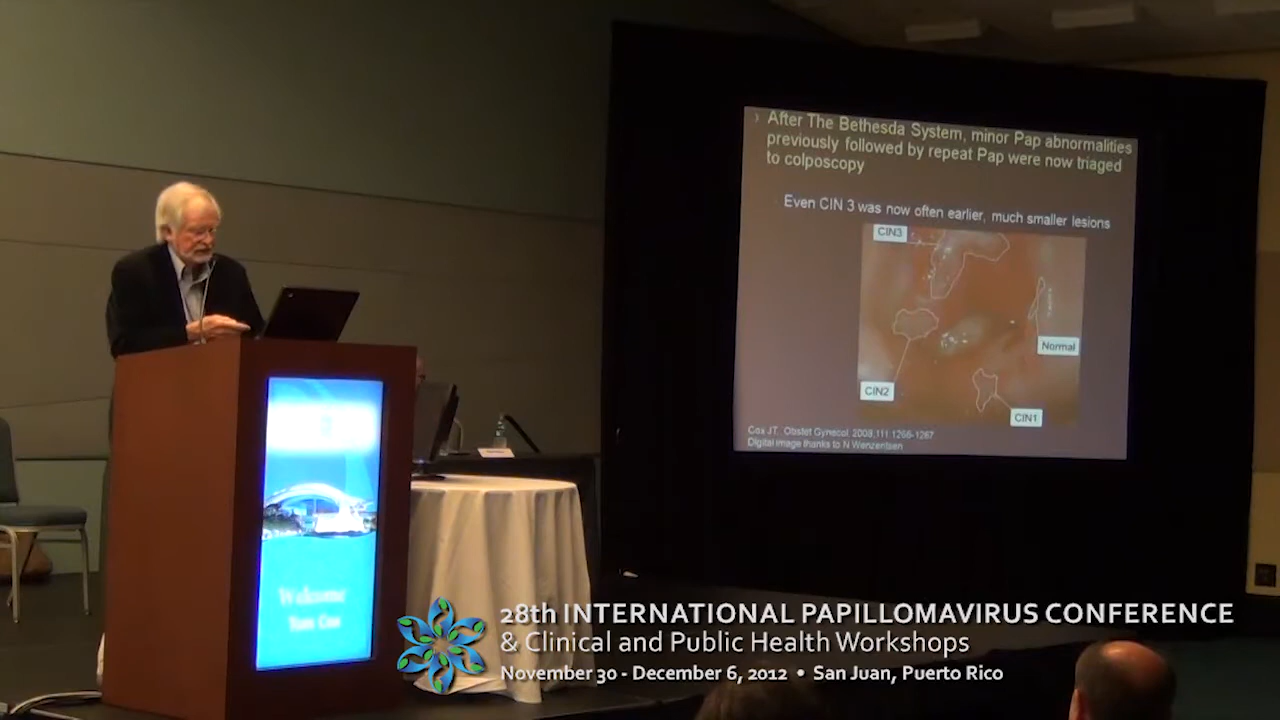 › After The Bethesda System, minor Pap abnormalities
previously followed by repeat Pap were now triaged
to colposcopy
Even CIN 3 was now often earlier, much smaller lesions
CIN3
Normal
CIN2
CIN1
Cox JT. Obstet Gynecol. 2008;111:1266-1267
Digital image thanks to N Wenzensen
Welcome
Tom Cox
28th INTERNATIONAL PAPILLOMAVIRUS CONFERENCE
& Clinical and Public Health Workshops
November 30 - December 6, 2012 • San Juan, Puerto Rico